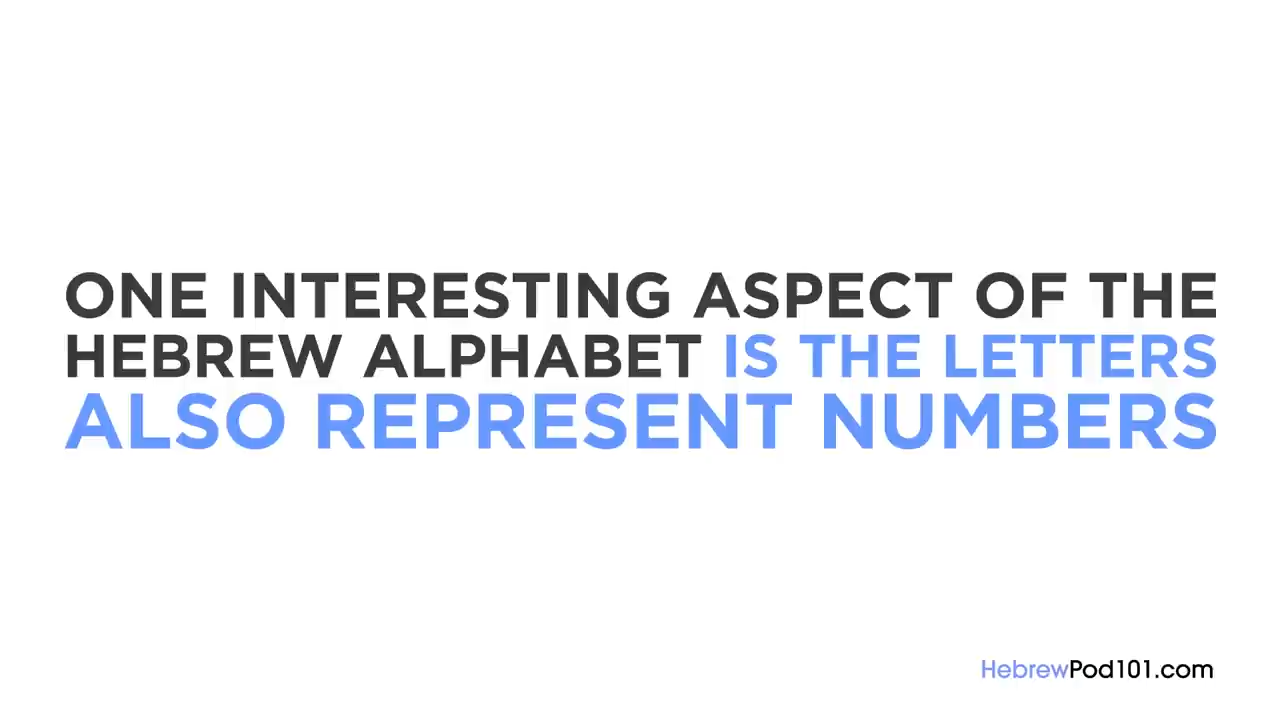 ONE INTERESTING ASPECT OF THE
HEBREW ALPHABET IS THE LETTERS
ALSO REPRESENT NUMBERS
HebrewPod101.com